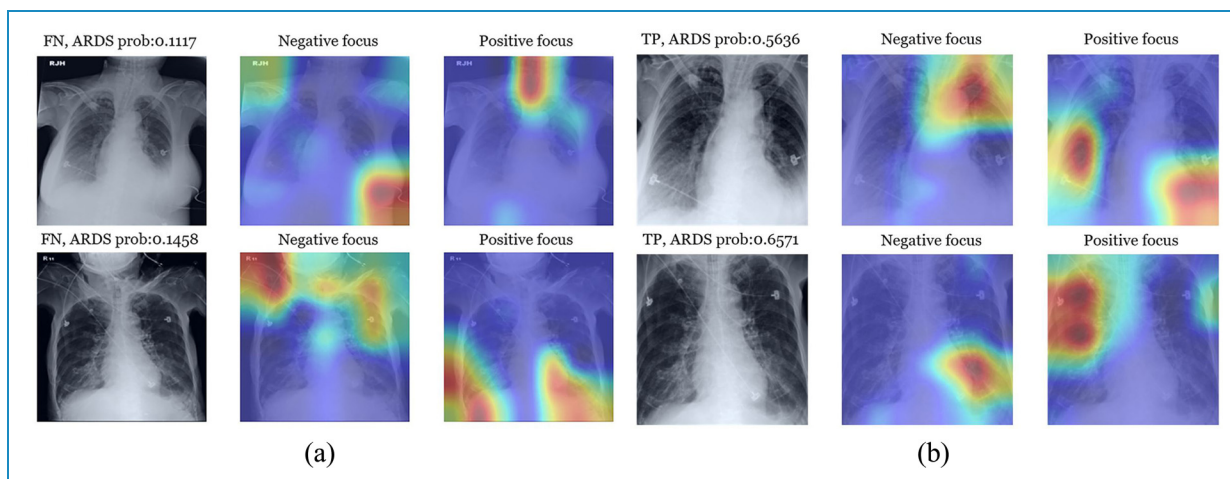 FN, ARDS prob:0.1117 Negative focus Positive focus TP, ARDS prob:0.5636 Negative focus Positive focus
RJH RJH RJH
FN, ARDS prob:0.1458 Negative focus Positive focus TP, ARDS prob:0.6571 Negative focus Positive focus
(a) (b)